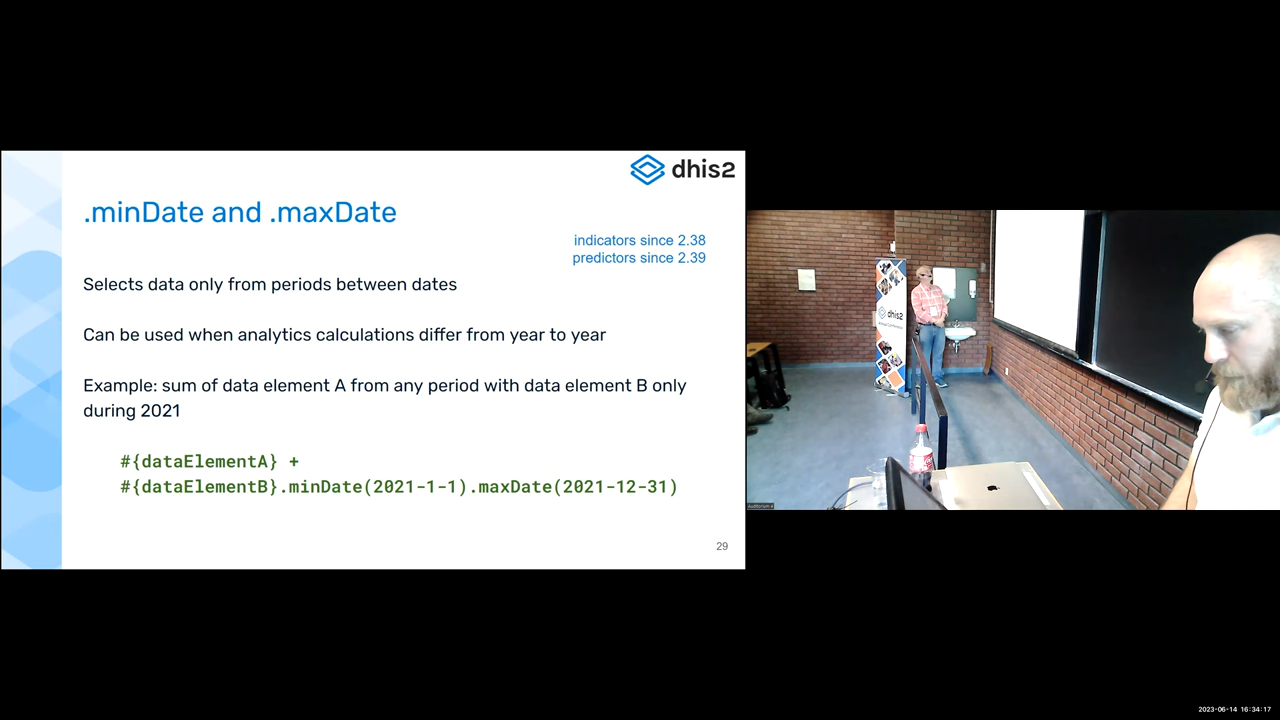 dhis2
.minDate and .maxDate
indicators since 2.38
predictors since 2.39
Selects data only from periods between dates
Can be used when analytics calculations differ from year to year
Example: sum of data element A from any period with data element B only
during 2021
#{dataElementA} +
#{dataElementB}.minDate(2021-1-1).maxDate(2021-12-31)
29
dhis2
2023-06-14 16:34:17